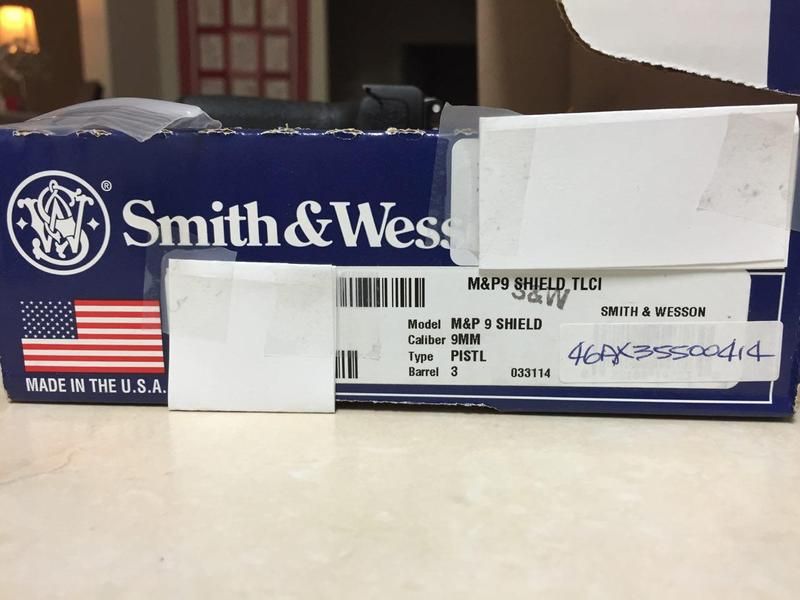 ®
Smith & Wess
M&P9 SHIELD TLCI
S&W
SMITH & WESSON
Model M&P 9 SHIELD
Caliber 9MM
Type PISTL
Barrel 3 033114
46AX35500414
MADE IN THE U.S.A.